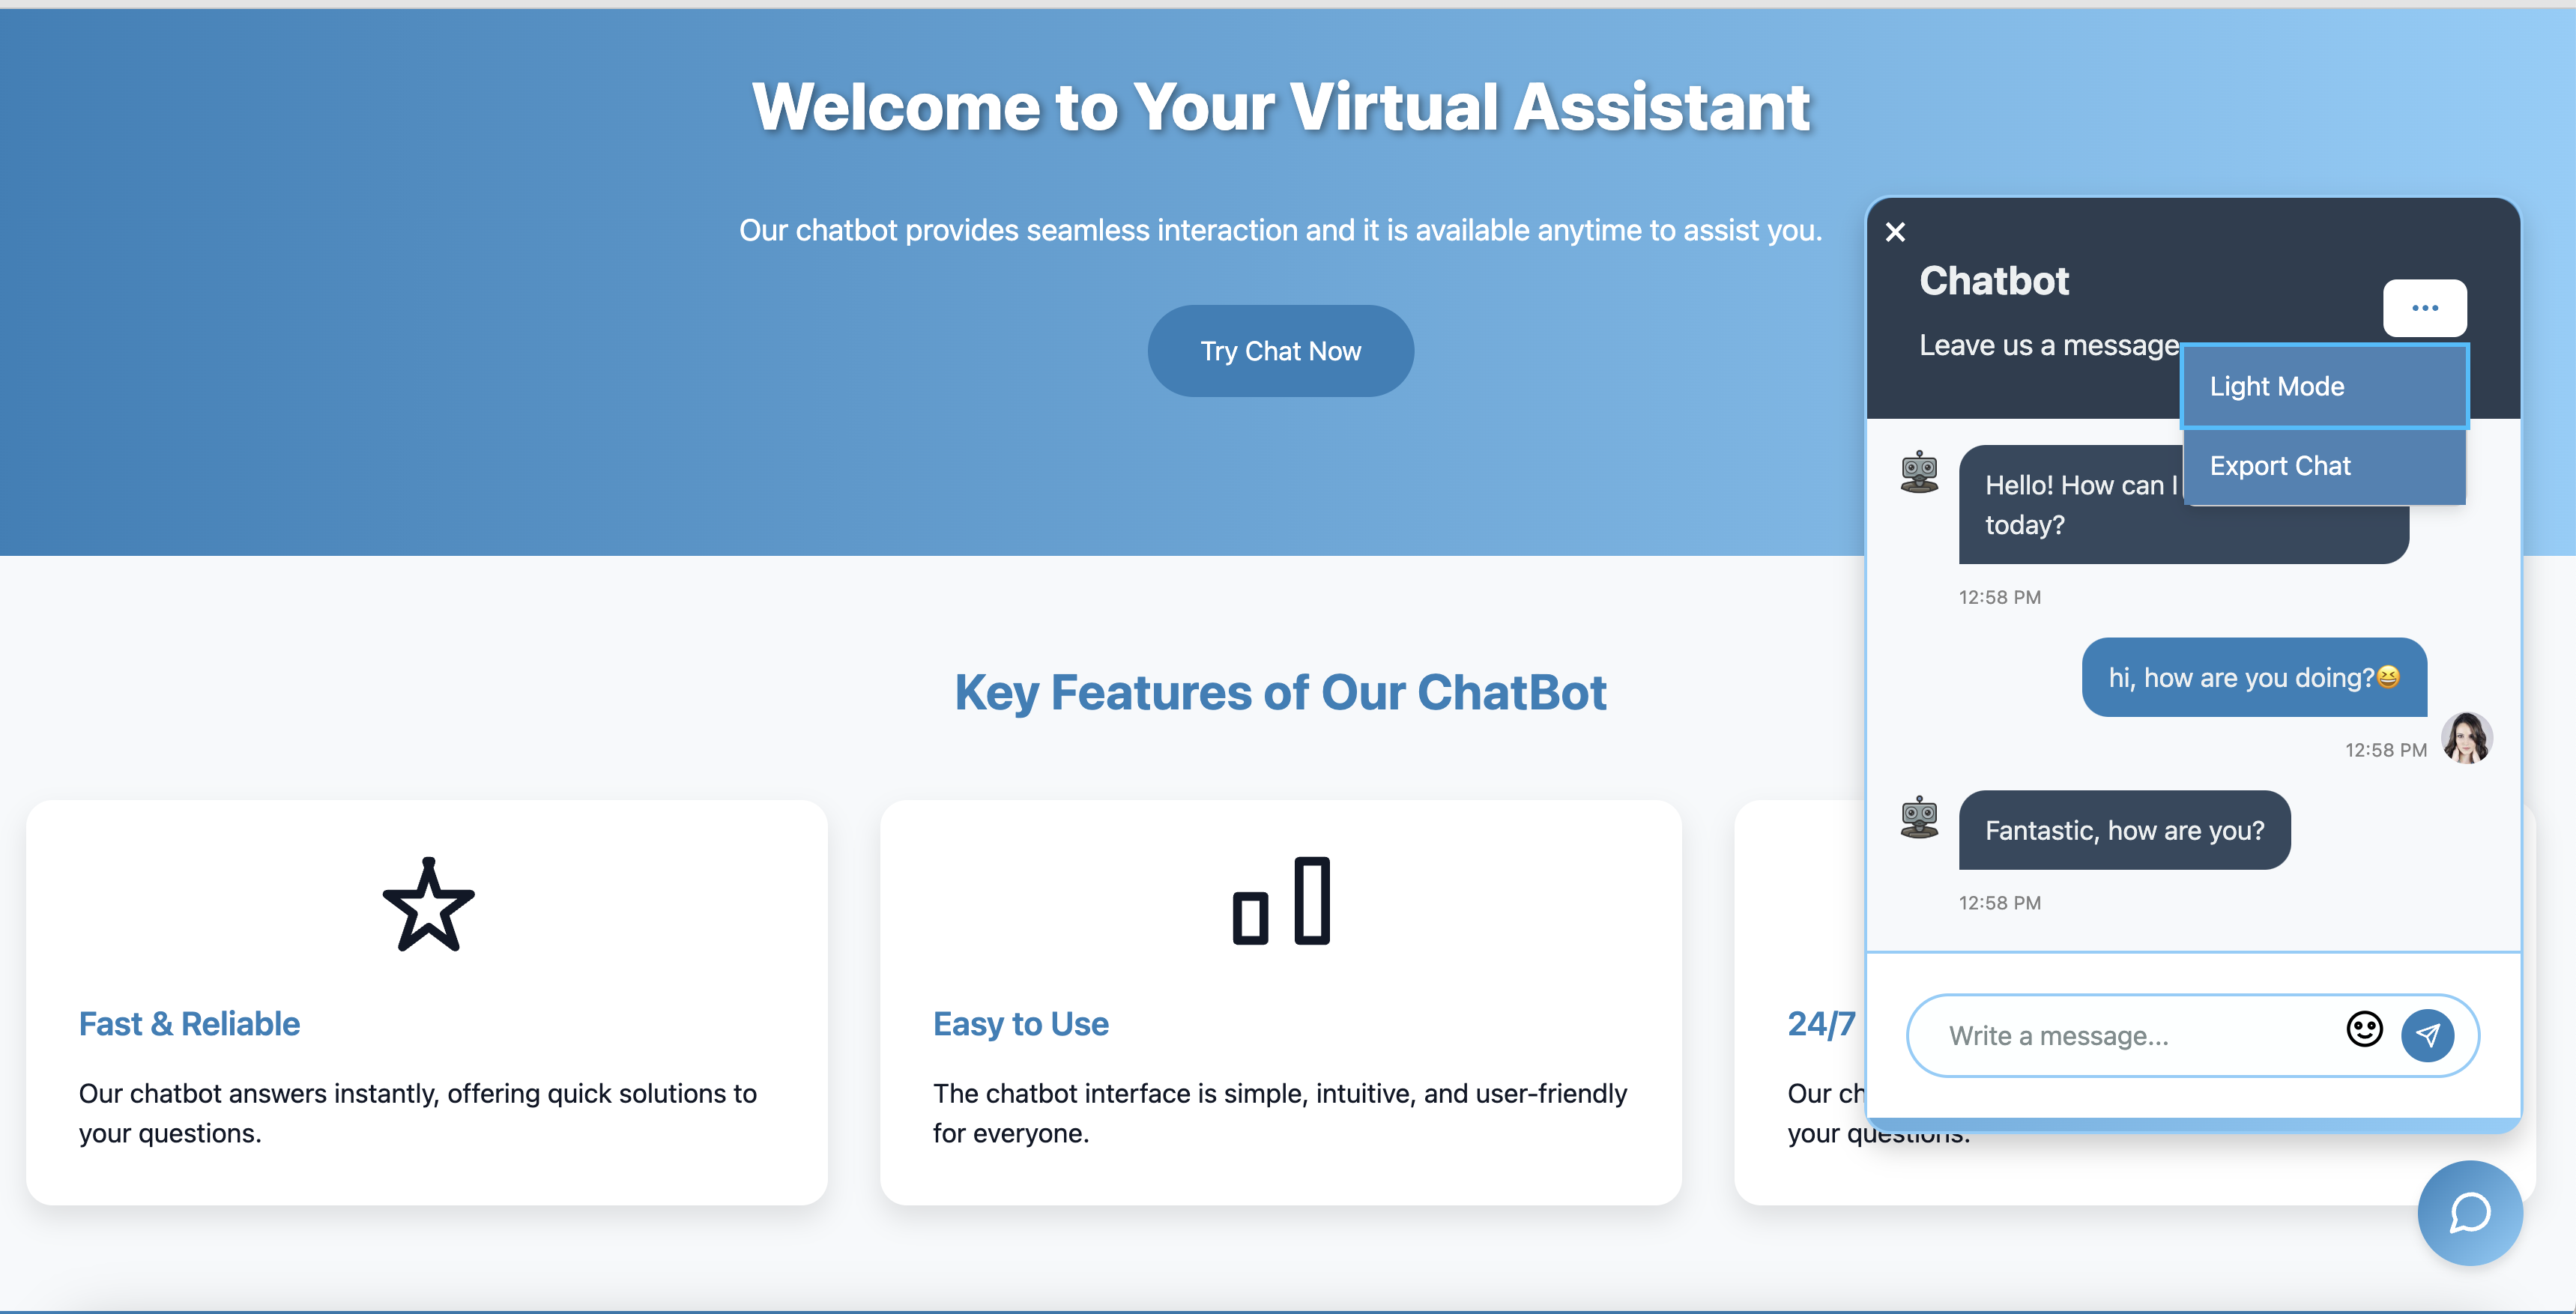 Welcome to Your Virtual Assistant
Our chatbot provides seamless interaction and it is available anytime to assist you.
Try Chat Now
Key Features of Our ChatBot
Fast & Reliable
Our chatbot answers instantly, offering quick solutions to
your questions.
Easy to Use
The chatbot interface is simple, intuitive, and user-friendly
for everyone.
24/7
Our ch
your questions.
Chatbot
Leave us a message
Light Mode
Export Chat
Hello! How can I
today?
12:58 PM
hi, how are you doing?😆
12:58 PM
Fantastic, how are you?
12:58 PM
Write a message...